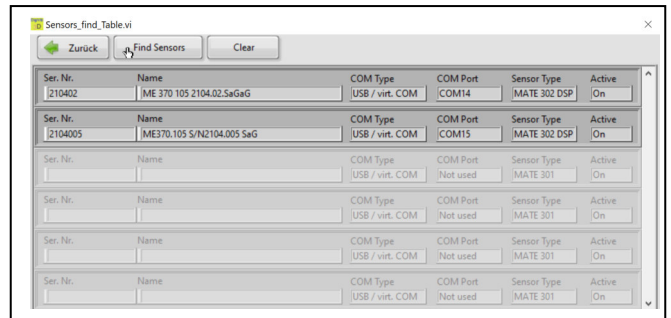 Sensors_find_Table.vi
Zurück Find Sensors Clear
Ser. Nr. Name COM Type COM Port Sensor Type Active
210402 ME 370 105 2104.02.SaGaG USB / virt. COM COM14 MATE 302 DSP On
Ser. Nr. Name COM Type COM Port Sensor Type Active
2104005 ME370.105 S/N2104.005 SaG USB / virt. COM COM15 MATE 302 DSP On
Ser. Nr. Name COM Type COM Port Sensor Type Active
USB / virt. COM Not used MATE 301 On
Ser. Nr. Name COM Type COM Port Sensor Type Active
USB / virt. COM Not used MATE 301 On
Ser. Nr. Name COM Type COM Port Sensor Type Active
USB / virt. COM Not used MATE 301 On
Ser. Nr. Name COM Type COM Port Sensor Type Active
USB / virt. COM Not used MATE 301 On